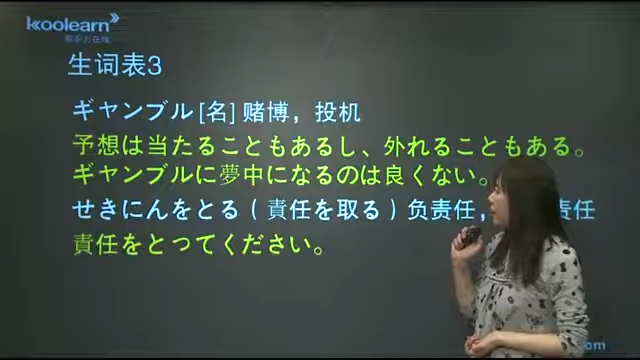 koolearn
新东方在线
生词表3
ギャンブル [名] 赌博，投机
予想は当たることもあるし、外れることもある。
ギャンブルに夢中になるのは良くない。
せきにんをとる（責任を取る）负责任，责任
責任をとってください。
om